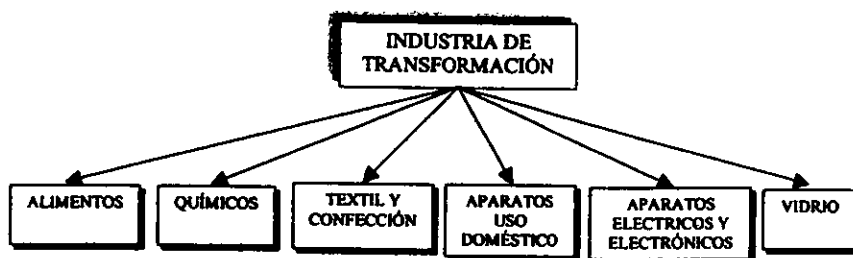 INDUSTRIA DE
TRANSFORMACIÓN
ALIMENTOS
QUÍMICOS
TEXTIL Y
CONFECCIÓN
APARATOS
USO
DOMÉSTICO
APARATOS
ELECTRICOS Y
ELECTRÓNICOS
VIDRIO